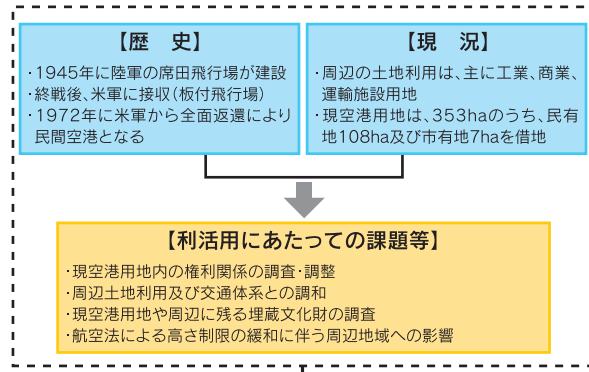 【歴 史】
・1945年に陸軍の席田飛行場が建設
・終戦後、米軍に接収(板付飛行場)
・1972年に米軍から全面返還により
民間空港となる
【現 況】
・周辺の土地利用は、主に工業、商業、
運輸施設用地
・現空港用地は、353haのうち、民有
地108ha及び市有地7haを借地
【利活用にあたっての課題等】
・現空港用地内の権利関係の調査・調整
・周辺土地利用及び交通体系との調和
・現空港用地や周辺に残る埋蔵文化財の調査
・航空法による高さ制限の緩和に伴う周辺地域への影響